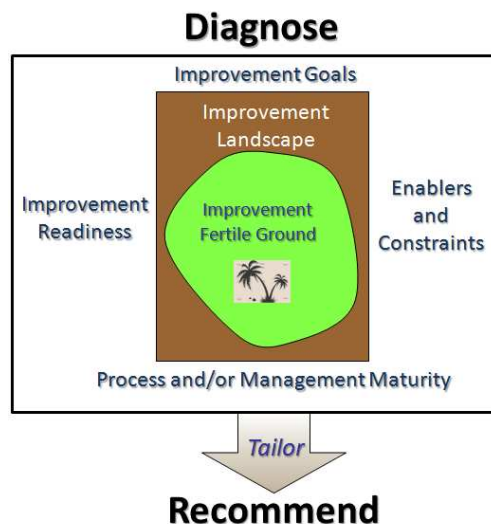 Diagnose
Improvement Goals
Improvement
Landscape
Improvement
Readiness
Improvement
Fertile Ground
Enablers
and
Constraints
Process and/or Management Maturity
Tailor
Recommend